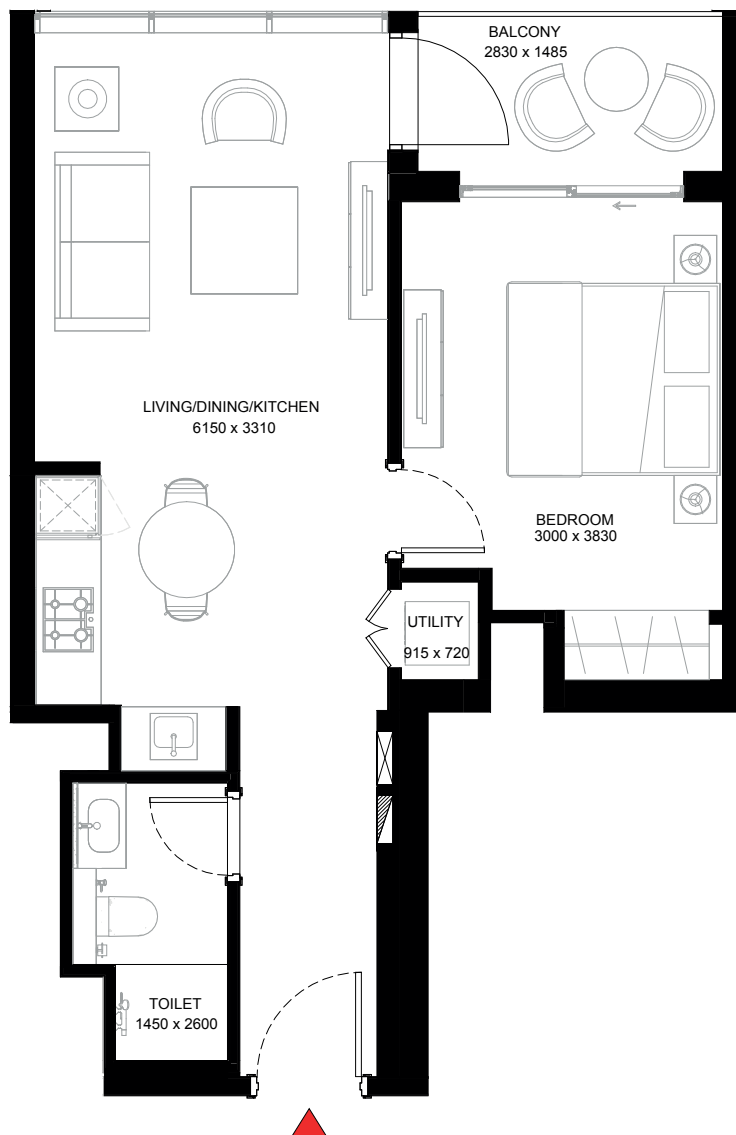 BALCONY
2830 x 1485
LIVING/DINING/KITCHEN
6150 x 3310
BEDROOM
3000 x 3830
UTILITY
915 x 720
TOILET
1450 x 2600